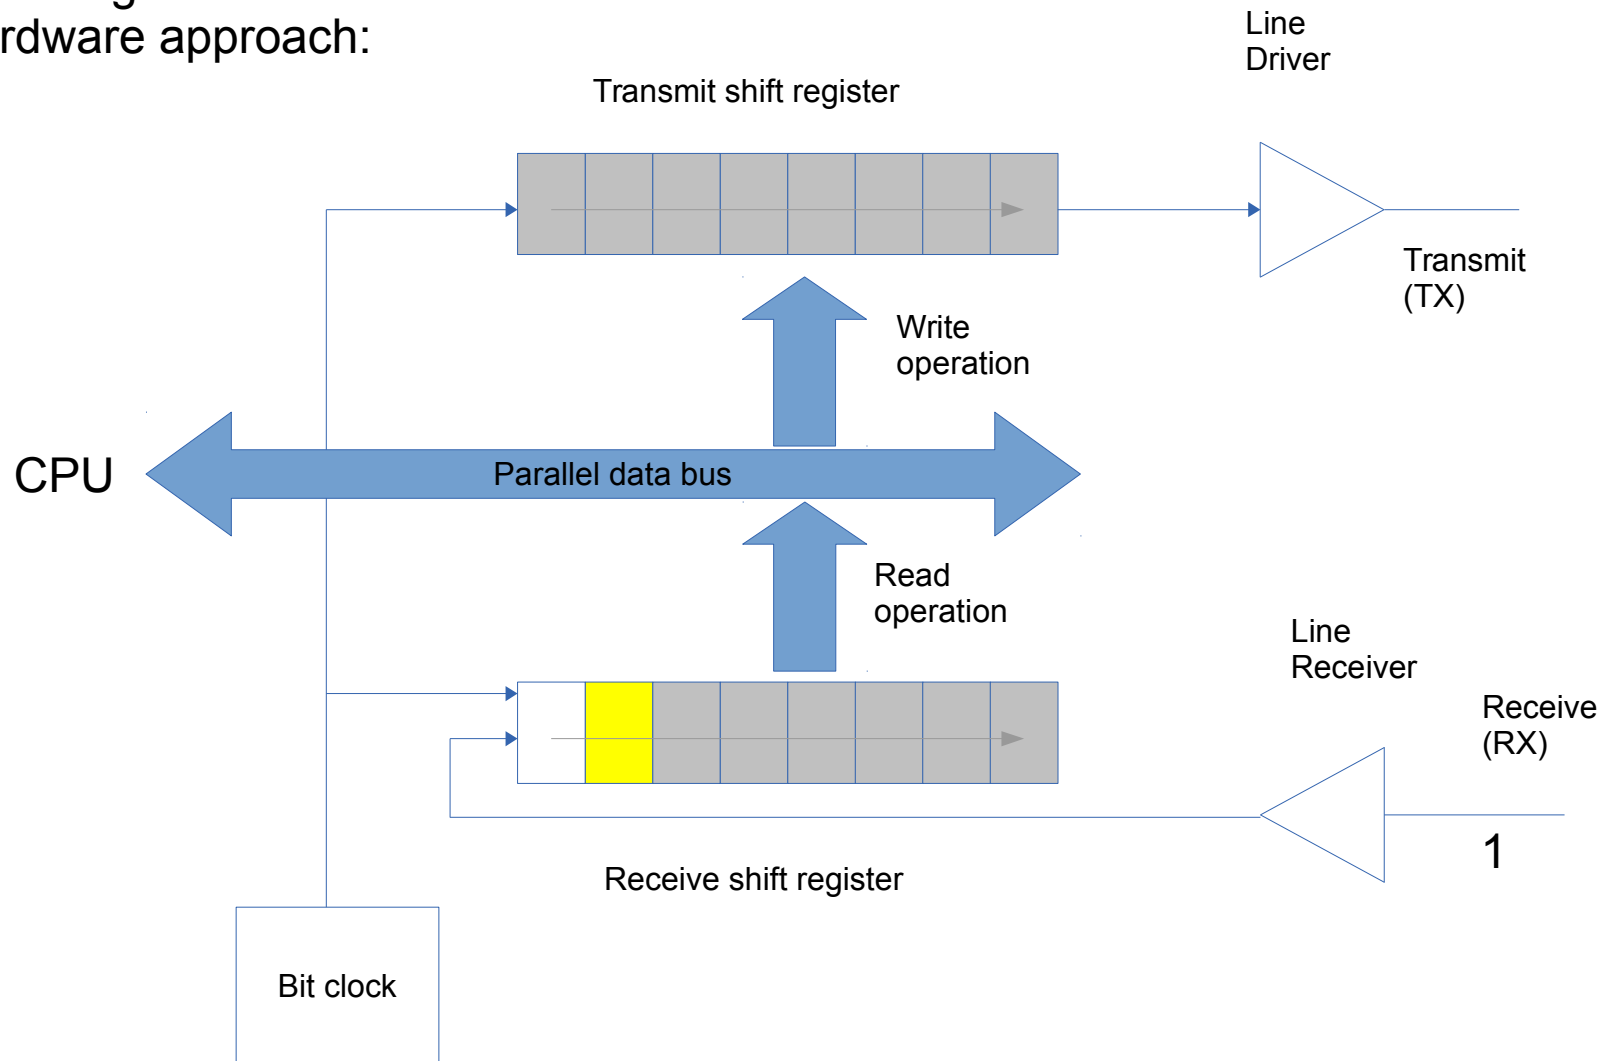 rdware approach:
Line
Driver
Transmit shift register
Transmit
(TX)
Write
operation
CPU
Parallel data bus
Read
operation
Line
Receiver
Receive
(RX)
1
Receive shift register
Bit clock